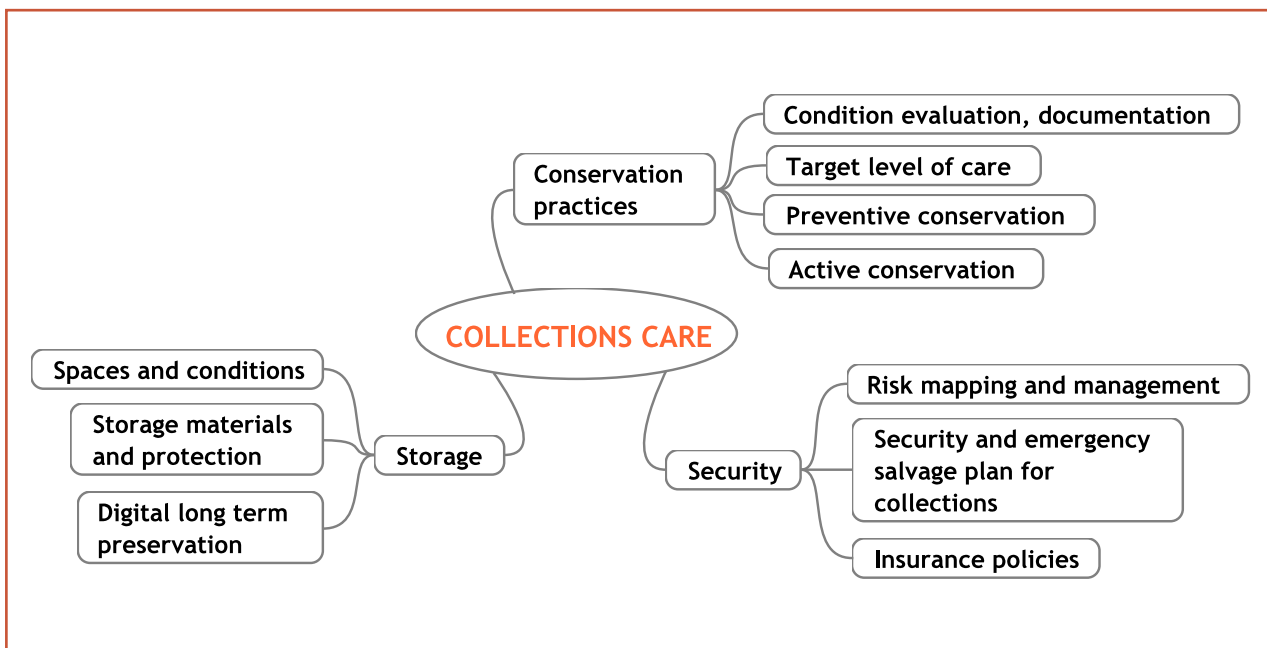 COLLECTIONS CARE
Conservation
practices
Condition evaluation, documentation
Target level of care
Preventive conservation
Active conservation
Storage
Spaces and conditions
Storage materials
and protection
Digital long term
preservation
Security
Risk mapping and management
Security and emergency
salvage plan for
collections
Insurance policies